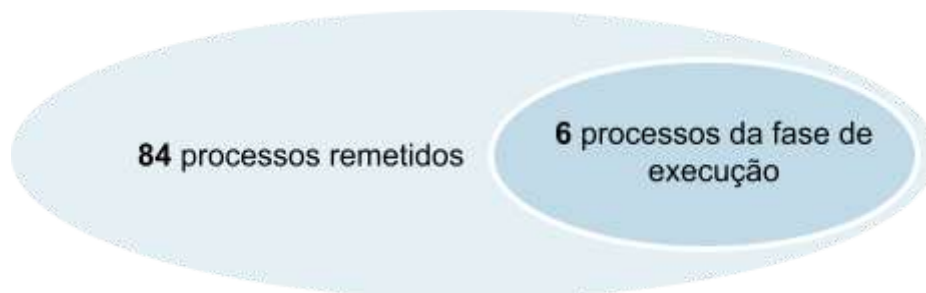 84 processos remetidos
6 processos da fase de
execução